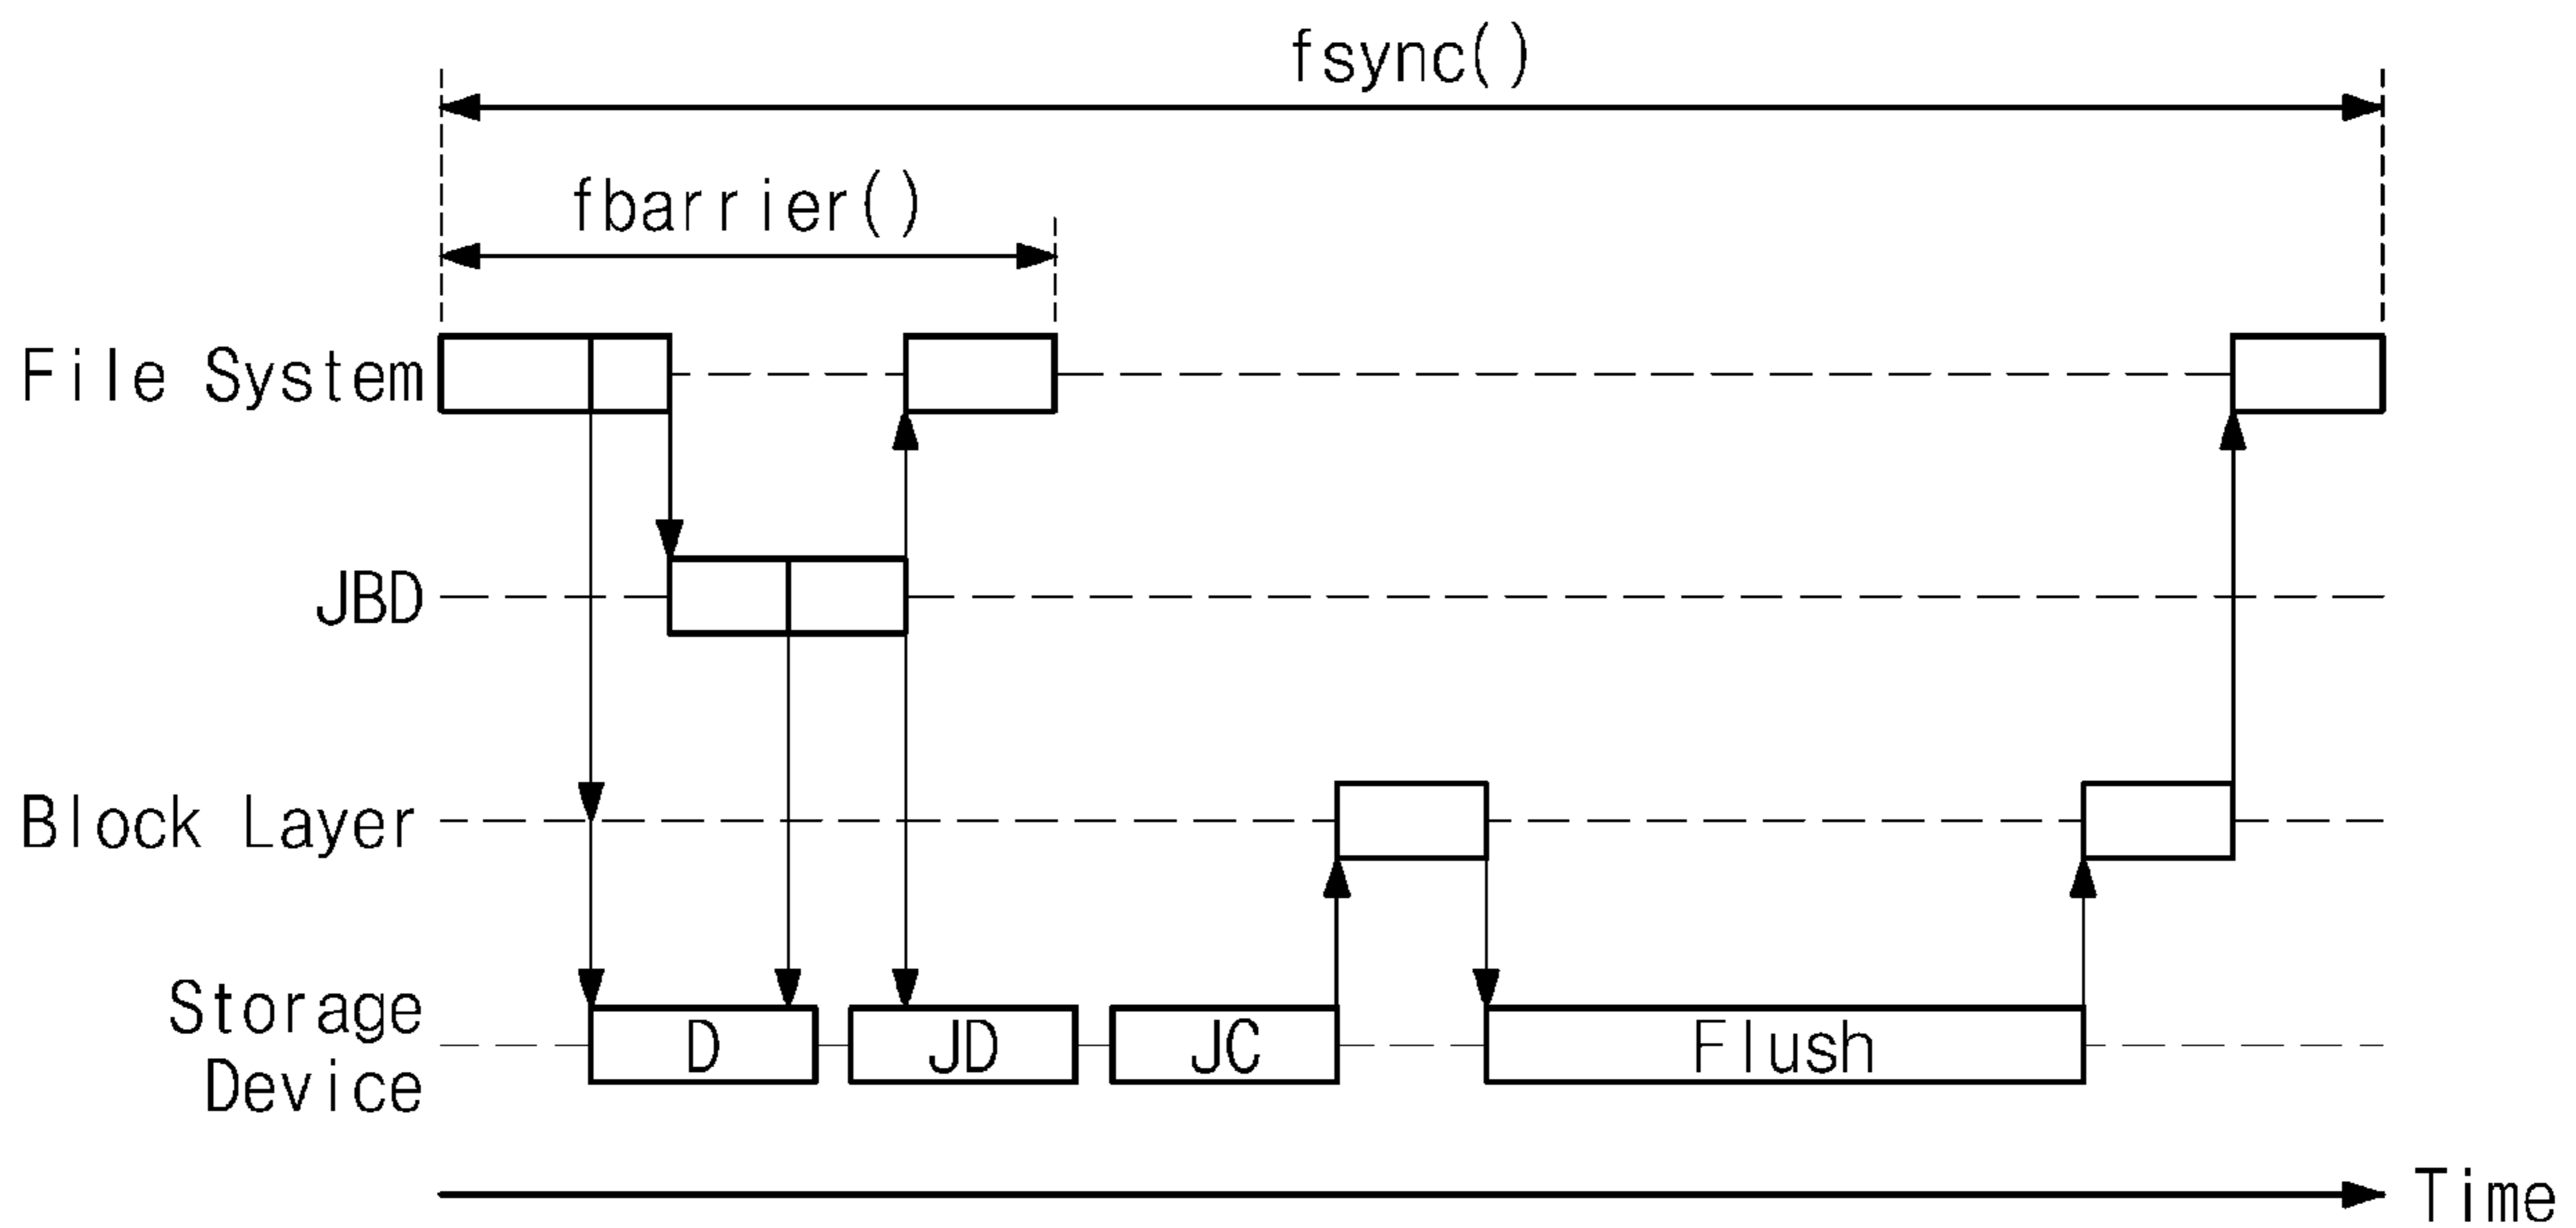 fsync()
fbarrier()
File System
JBD
Block Layer
Storage
Device
D
JD
JC
Flush
Time